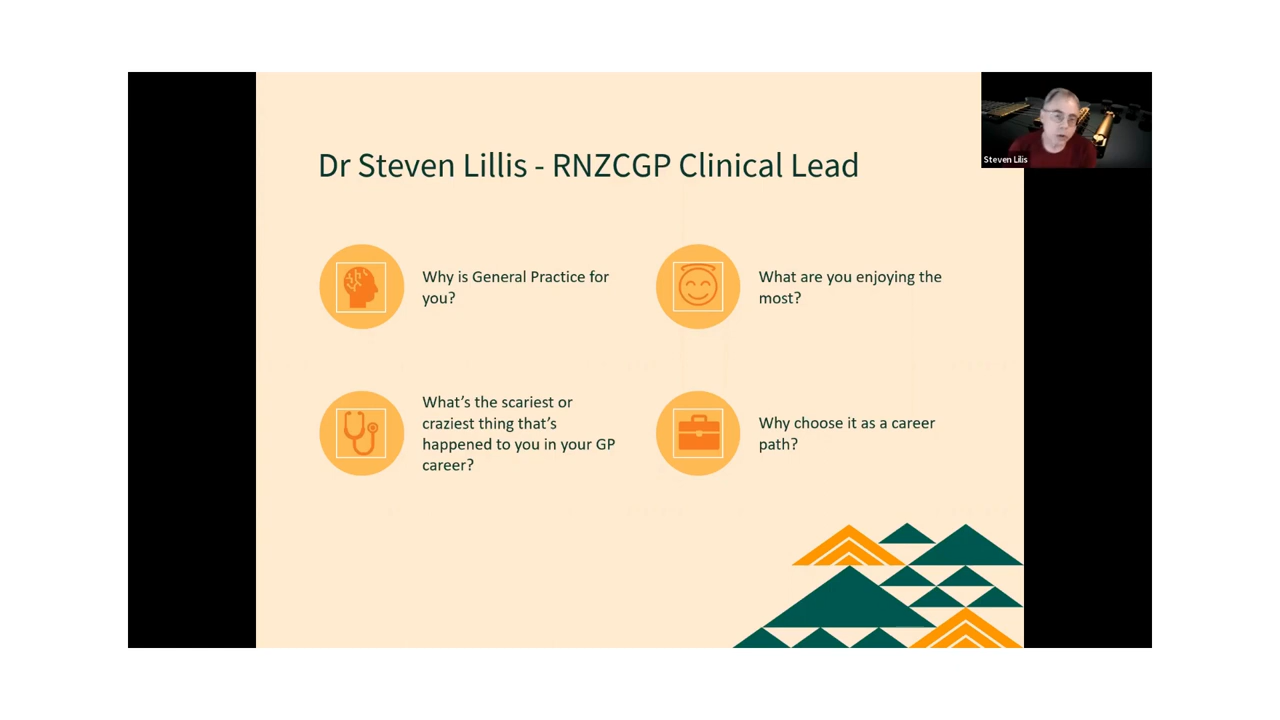 Dr Steven Lillis - RNZCGP Clinical Lead
Steven Lilis
Why is General Practice for
you?
What are you enjoying the
most?
What's the scariest or
craziest thing that's
happened to you in your GP
career?
Why choose it as a career
path?